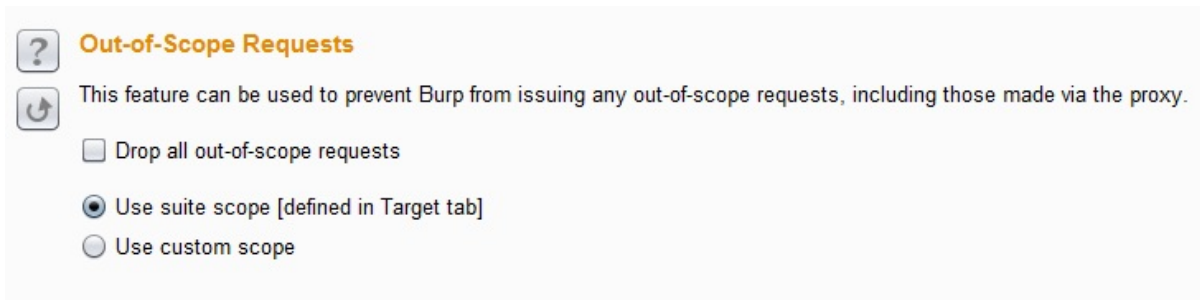 ?
Out-of-Scope Requests
This feature can be used to prevent Burp from issuing any out-of-scope requests, including those made via the proxy.
Drop all out-of-scope requests
Use suite scope [defined in Target tab]
Use custom scope